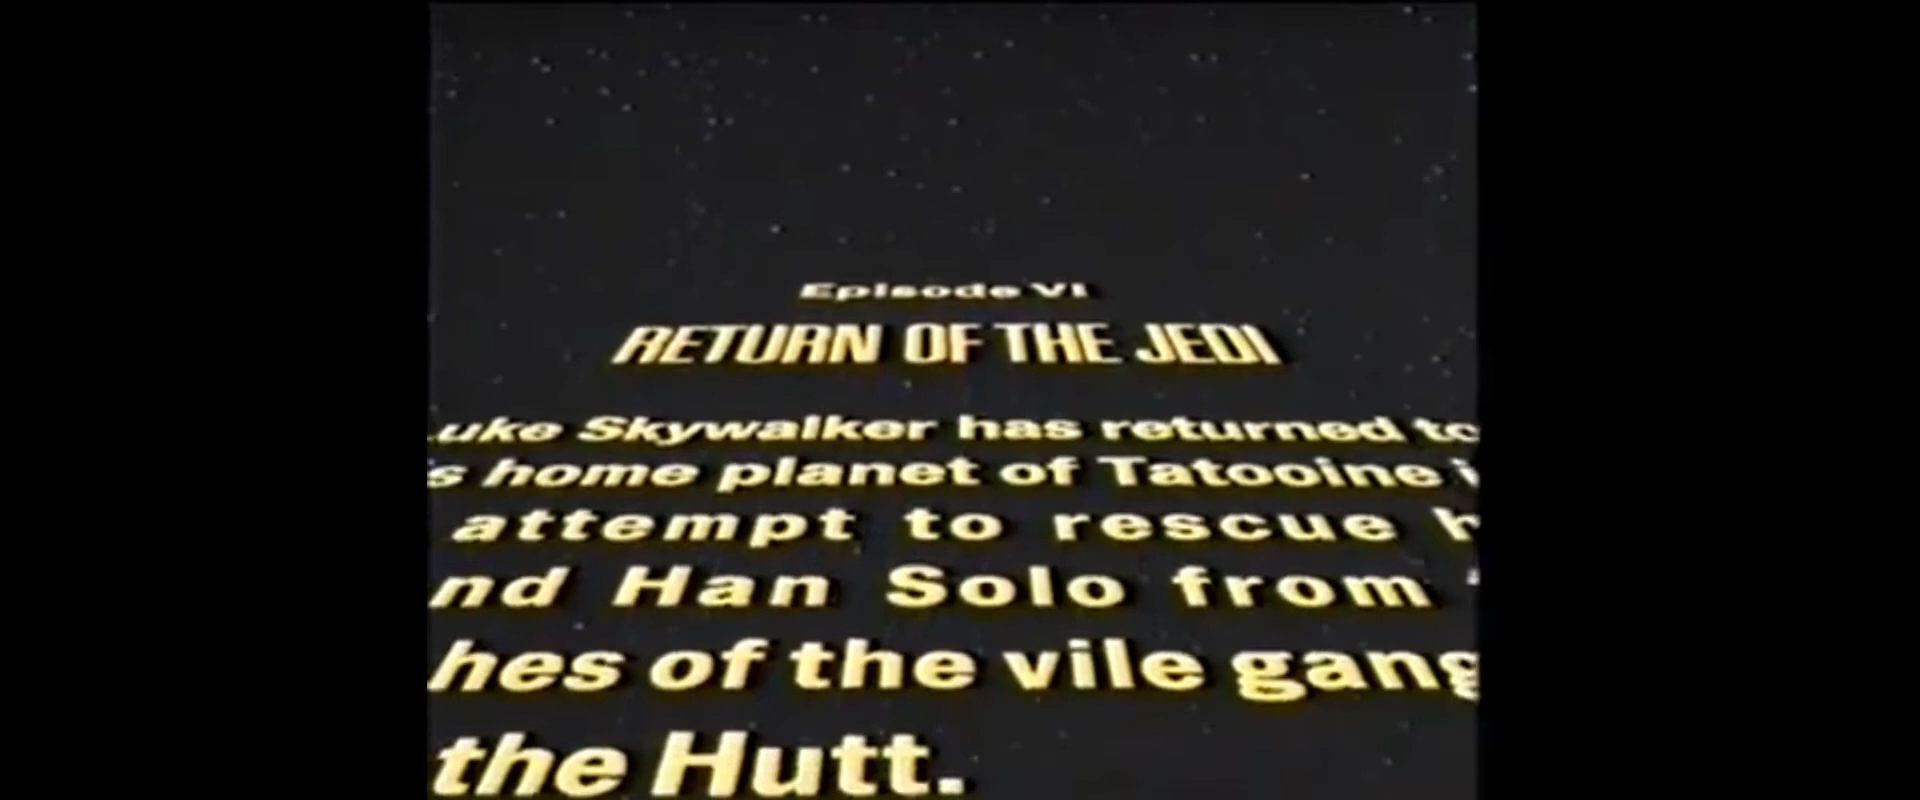 Episode VI
RETURN OF THE JEDI
uke Skywalker has returned to
s home planet of Tatooine i
attempt to rescue h
nd Han Solo from
hes of the vile gang
the Hutt.